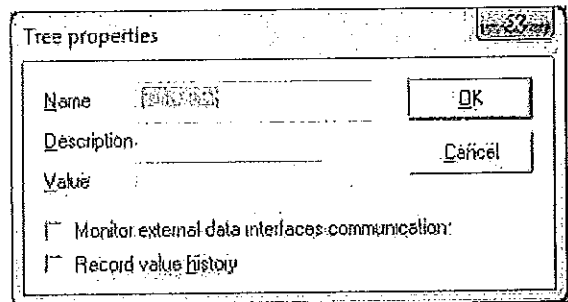 Tree properties
Name
OK
Description
Cancel
Value
Monitor external data interfaces communication
Record value history